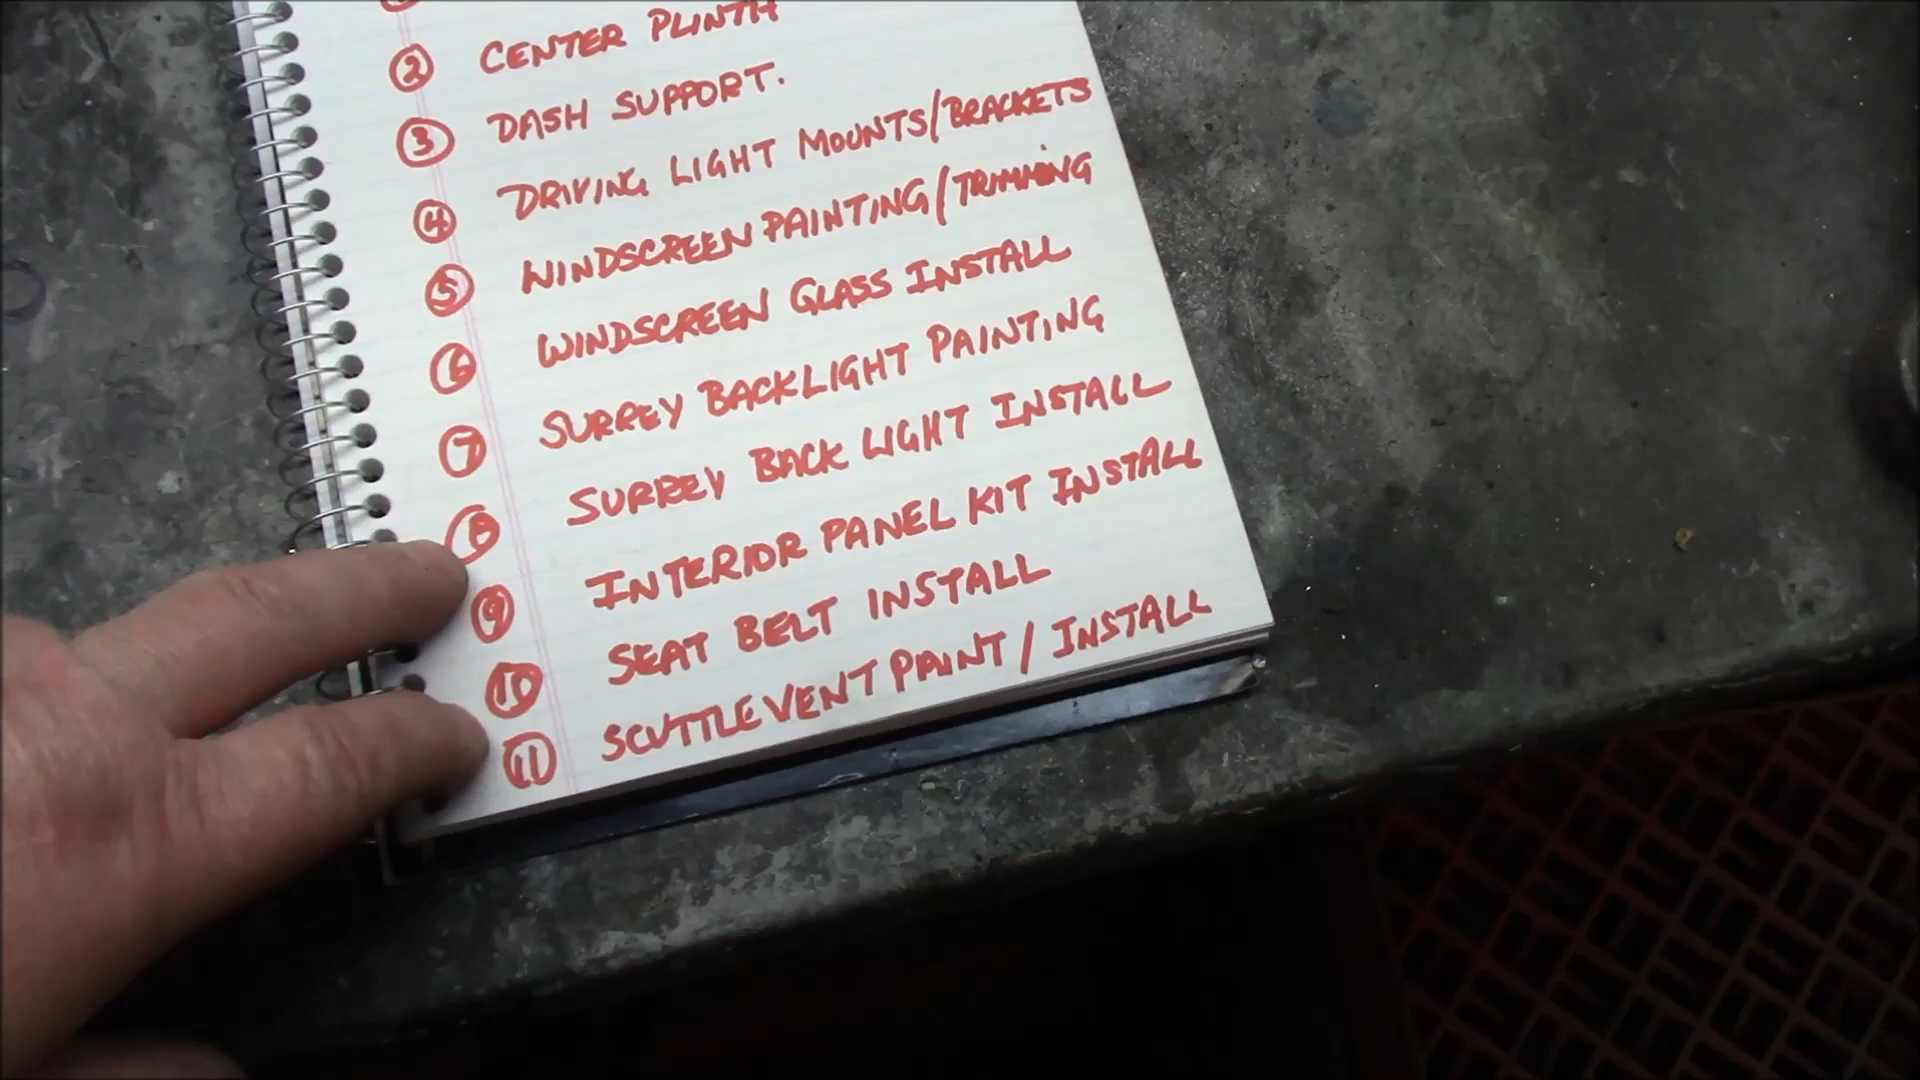 ② CENTER PLINTH
③ DASH SUPPORT.
④ DRIVING LIGHT MOUNTS/BRACKETS
⑤ WINDSCREEN PAINTING/TRIMMING
⑥ WINDSCREEN GLASS INSTALL
⑦ SURREY BACKLIGHT PAINTING
⑧ SURREY BACK LIGHT INSTALL
⑨ INTERIOR PANEL KIT INSTALL
⑩ SEAT BELT INSTALL
⑪ SCUTTLE VENT PAINT / INSTALL